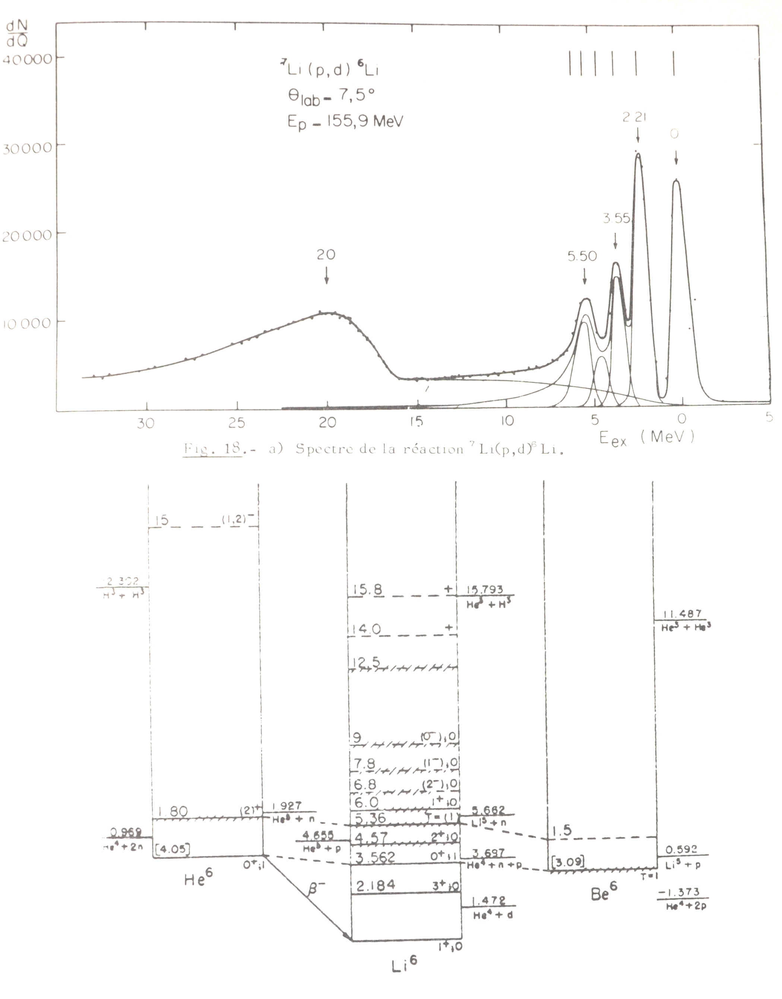 dN
dQ
40000
30000
20000
10000
⁷Li (p,d) ⁶Li
θlab – 7,5°
Ep – 155,9 MeV
20
5.50
3.55
2 21
0
30 25 20 15 10 5 0 5
Eex (MeV)
Fig. 18.- a) Spectre de la réaction ⁷Li(p,d)⁶Li.
15 (1,2)⁻
H³ + H³
15.8 +
15.793
He³ + H³
14.0 +
11.487
He³ + He³
12.5
9 (0⁻),0
7.8 (1⁻),0
6.8 (2⁻),0
6.0 1⁺,0
1.80 (2)⁺
1.927
n
5.36 T=(1)
5.662
Li⁵ + n
1.5
0.969
He⁴ + 2n
4.655
+ p
4.57 2⁺,0
[4.05]
0⁺,1
3.562 0⁺,1
3.697
He⁴ + n + p
[3.09]
T=1
0.592
Li⁵ + p
He⁶
β⁻
2.184 3⁺,0
Be⁶
-1.373
He⁴ + 2p
1.472
He⁴ + d
1⁺,0
Li⁶